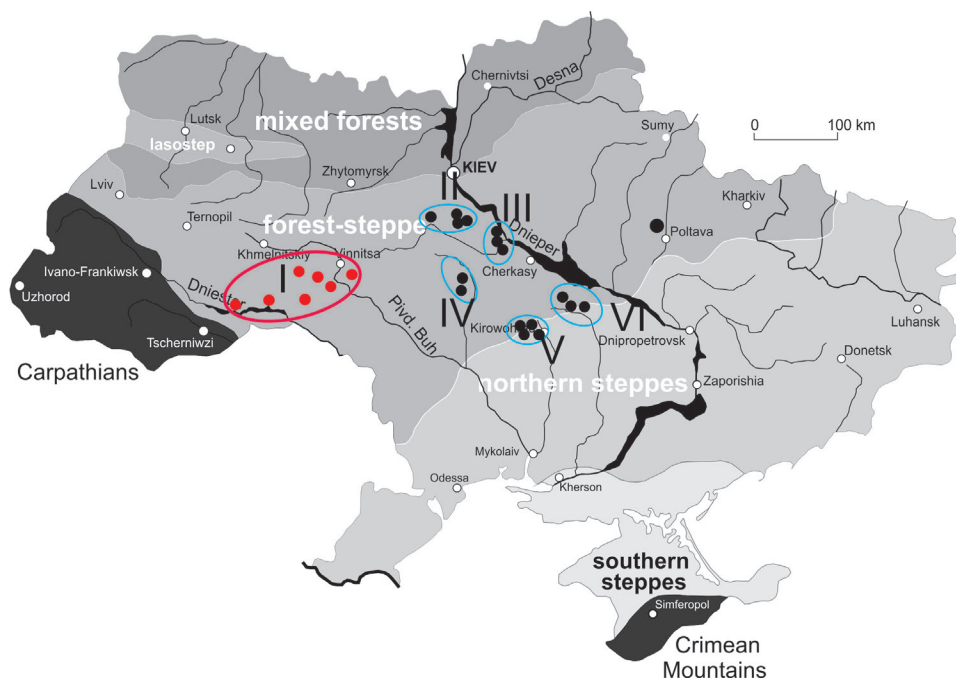 Chernivtsi
Desna
Sumy
0
100 km
Lutsk
mixed forests
lasostep
Zhytomyrsk
KIEV
Lviv
II
III
Kharkiv
Ternopil
forest-steppe
Dnieper
Poltava
Khmelnitskiy
Vinnitsa
Cherkasy
Ivano-Frankiwsk
I
Uzhorod
Dniester
IV
Pivd. Buh
VI
Luhansk
Kirowoh
Tscherniwzi
V
Dnipropetrovsk
Donetsk
Carpathians
northern steppes
Zaporishia
Mykolaiv
Odessa
Kherson
southern
steppes
Simferopol
Crimean
Mountains